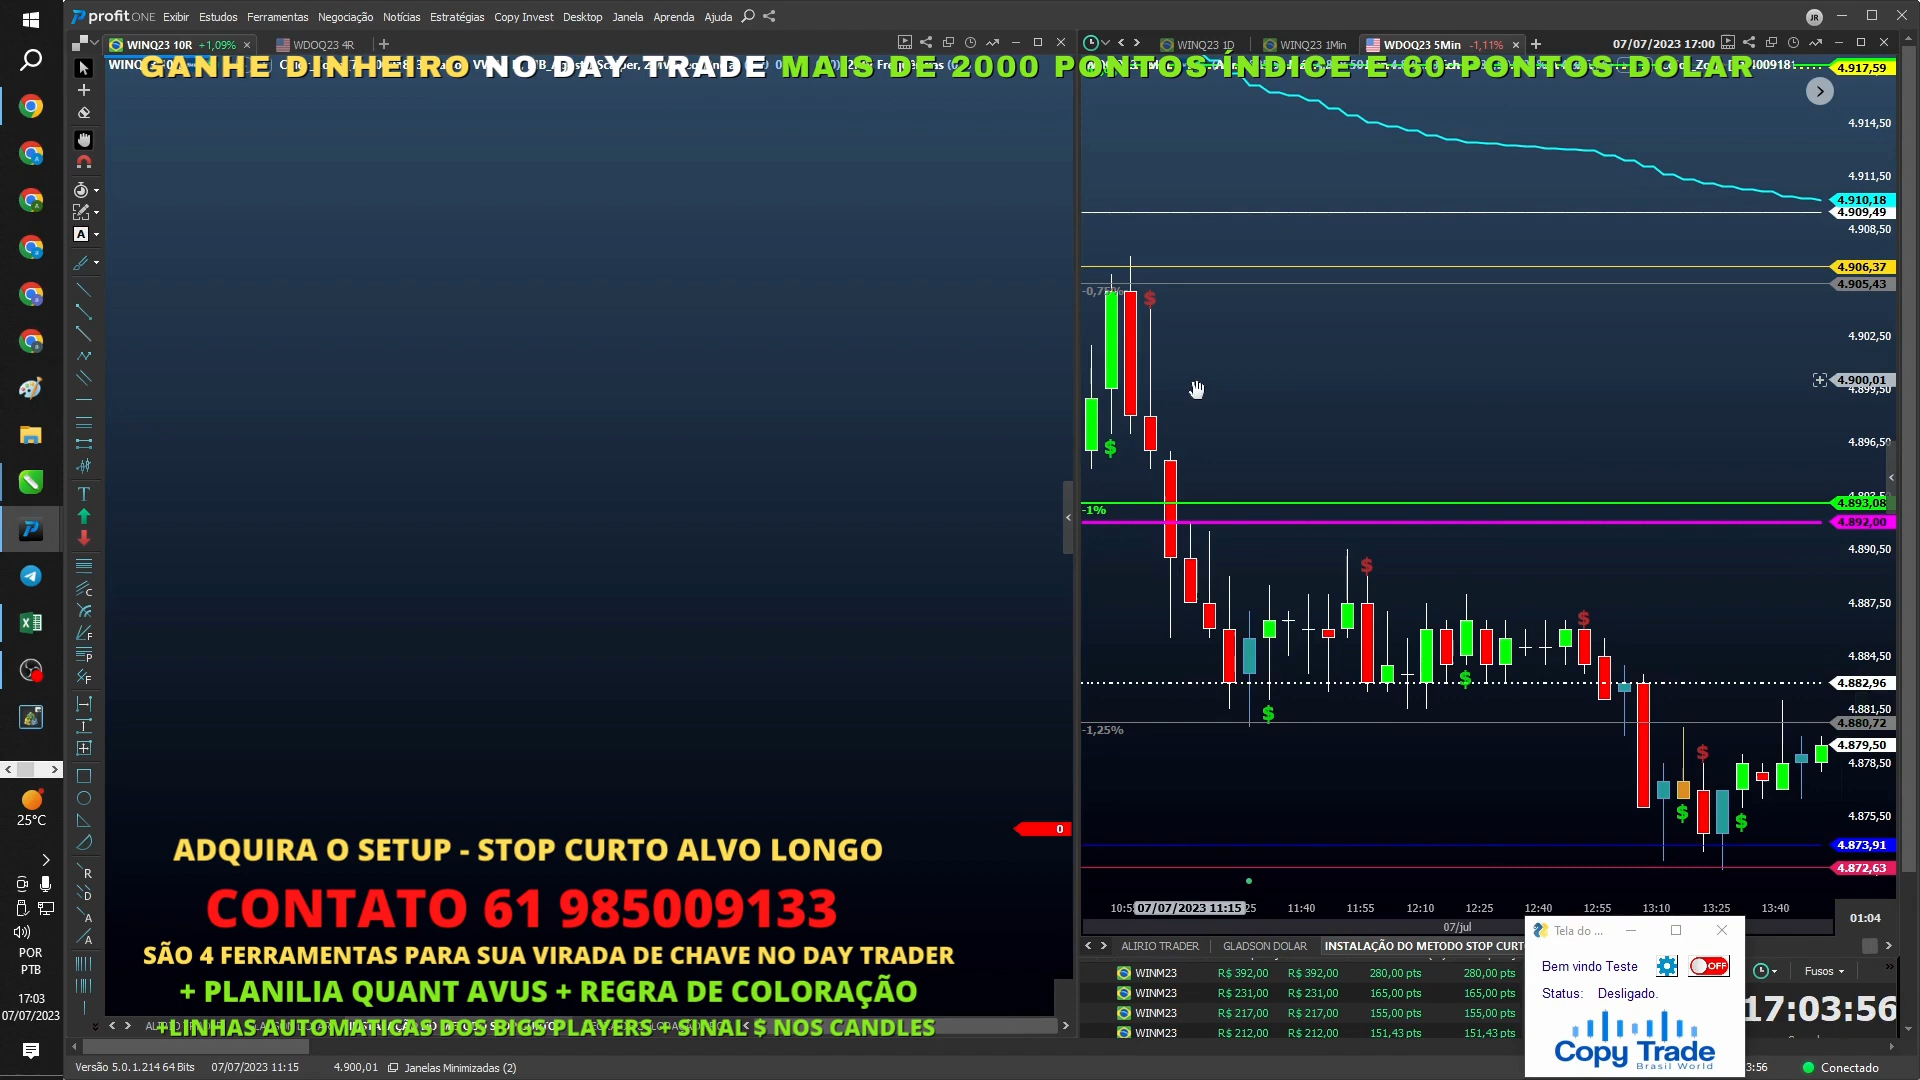 profitONE Exibir Estudos Ferramentas Negociação Notícias Estratégias Copy Invest Desktop Janela Aprenda Ajuda JR
WINQ23 10R +1,09% WDOQ23 4R
WINQ23 1D WINQ23 1Min WDOQ23 5Min -1,11% 07/07/2023 17:00
GANHE DINHEIRO NO DAY TRADE MAIS DE 2000 PONTOS ÍNDICE E 60 PONTOS DOLAR
4.917,59
4.914,50
4.911,50
4.910,18
4.909,49
4.908,50
4.906,37
4.905,43
-0,75%
4.902,50
4.900,01
4.899,50
4.896,50
4.893,08
-1%
4.892,00
4.890,50
4.887,50
4.884,50
4.882,96
4.881,50
4.880,72
-1,25%
4.879,50
4.878,50
4.875,50
4.873,91
4.872,63
0
ADQUIRA O SETUP - STOP CURTO ALVO LONGO
CONTATO 61 985009133
SÃO 4 FERRAMENTAS PARA SUA VIRADA DE CHAVE NO DAY TRADER
+ PLANILIA QUANT AVUS + REGRA DE COLORAÇÃO
+LINHAS AUTOMATICAS DOS BIGS PLAYERS + SINAL $ NOS CANDLES
07/07/2023 11:15 11:40 11:55 12:10 12:25 12:40 12:55 13:10 13:25 13:40 01:04
07/jul
ALIRIO TRADER GLADSON DOLAR INSTALAÇÃO DO METODO STOP CURTO
WINM23 R$ 392,00 R$ 392,00 280,00 pts 280,00 pts
WINM23 R$ 231,00 R$ 231,00 165,00 pts 165,00 pts
WINM23 R$ 217,00 R$ 217,00 155,00 pts 155,00 pts
WINM23 R$ 212,00 R$ 212,00 151,43 pts 151,43 pts
Tela do ...
Bem vindo Teste OFF
Status: Desligado.
Copy Trade
Brasil World
Fusos
17:03:56
25°C
POR
PTB
17:03
07/07/2023
Versão 5.0.1.214 64 Bits 07/07/2023 11:15 4.900,01 Janelas Minimizadas (2) Conectado